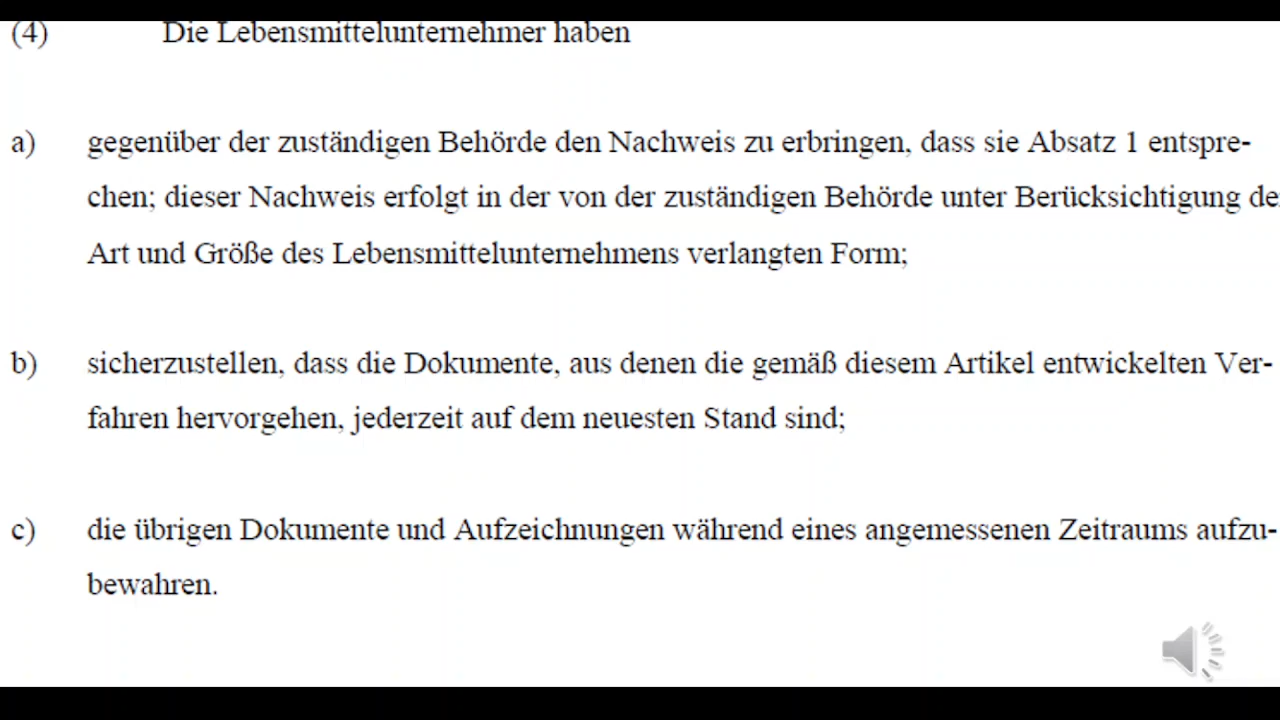 (4) Die Lebensmittelunternehmer haben
a) gegenüber der zuständigen Behörde den Nachweis zu erbringen, dass sie Absatz 1 entspre-
chen; dieser Nachweis erfolgt in der von der zuständigen Behörde unter Berücksichtigung
Art und Größe des Lebensmittelunternehmens verlangten Form;
b) sicherzustellen, dass die Dokumente, aus denen die gemäß diesem Artikel entwickelten Ver-
fahren hervorgehen, jederzeit auf dem neuesten Stand sind;
c) die übrigen Dokumente und Aufzeichnungen während eines angemessenen Zeitraums aufzu-
bewahren.